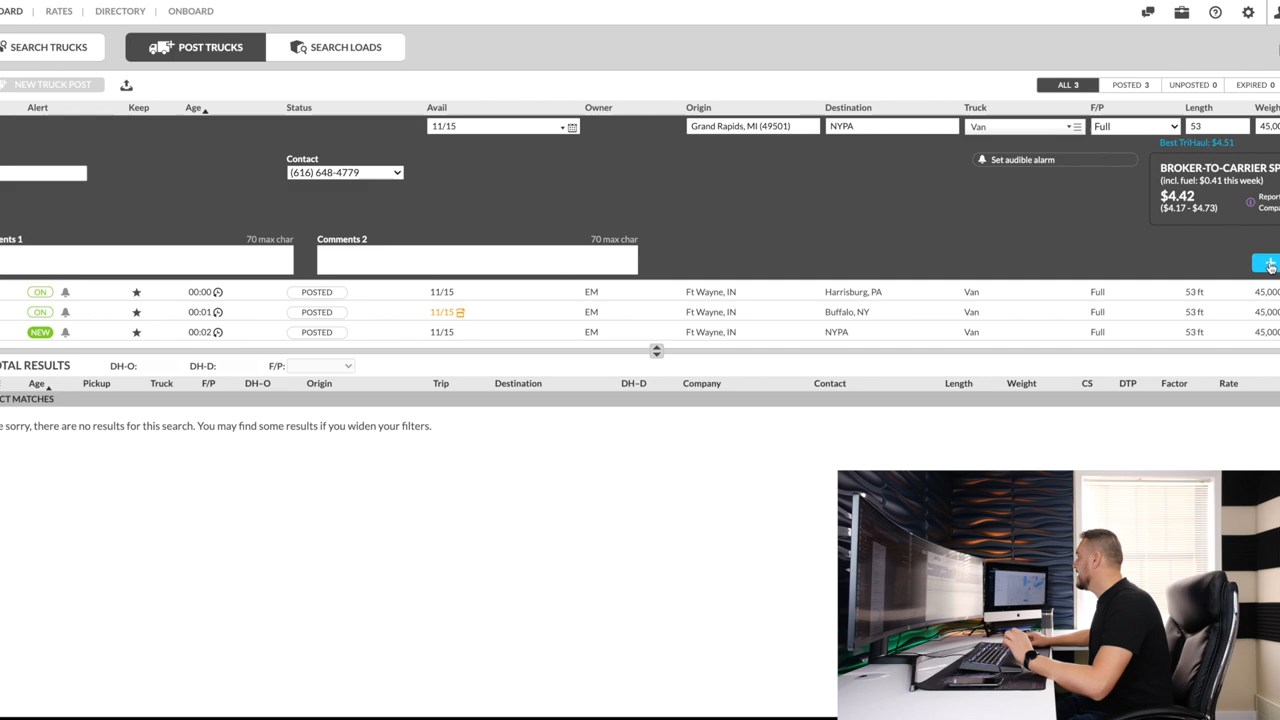 RATES DIRECTORY ONBOARD
SEARCH TRUCKS POST TRUCKS SEARCH LOADS
NEW TRUCK POST ALL 3 POSTED 3 UNPOSTED 0 EXPIRED 0
Alert Keep Age Status Avail Owner Origin Destination Truck F/P Length
11/15 Grand Rapids, MI (49501) NYPA Van Full 53 45,00
Best TriHaul: $4.51
Contact Set audible alarm
(616) 648-4779
BROKER-TO-CARRIER SP
(incl. fuel: $0.41 this week)
$4.42 Report
($4.17 - $4.73) Compa
ents 1 70 max char Comments 2 70 max char
ON 00:00 POSTED 11/15 EM Ft Wayne, IN Harrisburg, PA Van Full 53 ft 45,000
ON 00:01 POSTED 11/15 EM Ft Wayne, IN Buffalo, NY Van Full 53 ft 45,000
NEW 00:02 POSTED 11/15 EM Ft Wayne, IN NYPA Van Full 53 ft 45,000
OTAL RESULTS DH-O: DH-D: F/P:
Age Pickup Truck F/P DH–O Origin Trip Destination DH–D Company Contact Length Weight CS DTP Factor Rate
CT MATCHES
e sorry, there are no results for this search. You may find some results if you widen your filters.